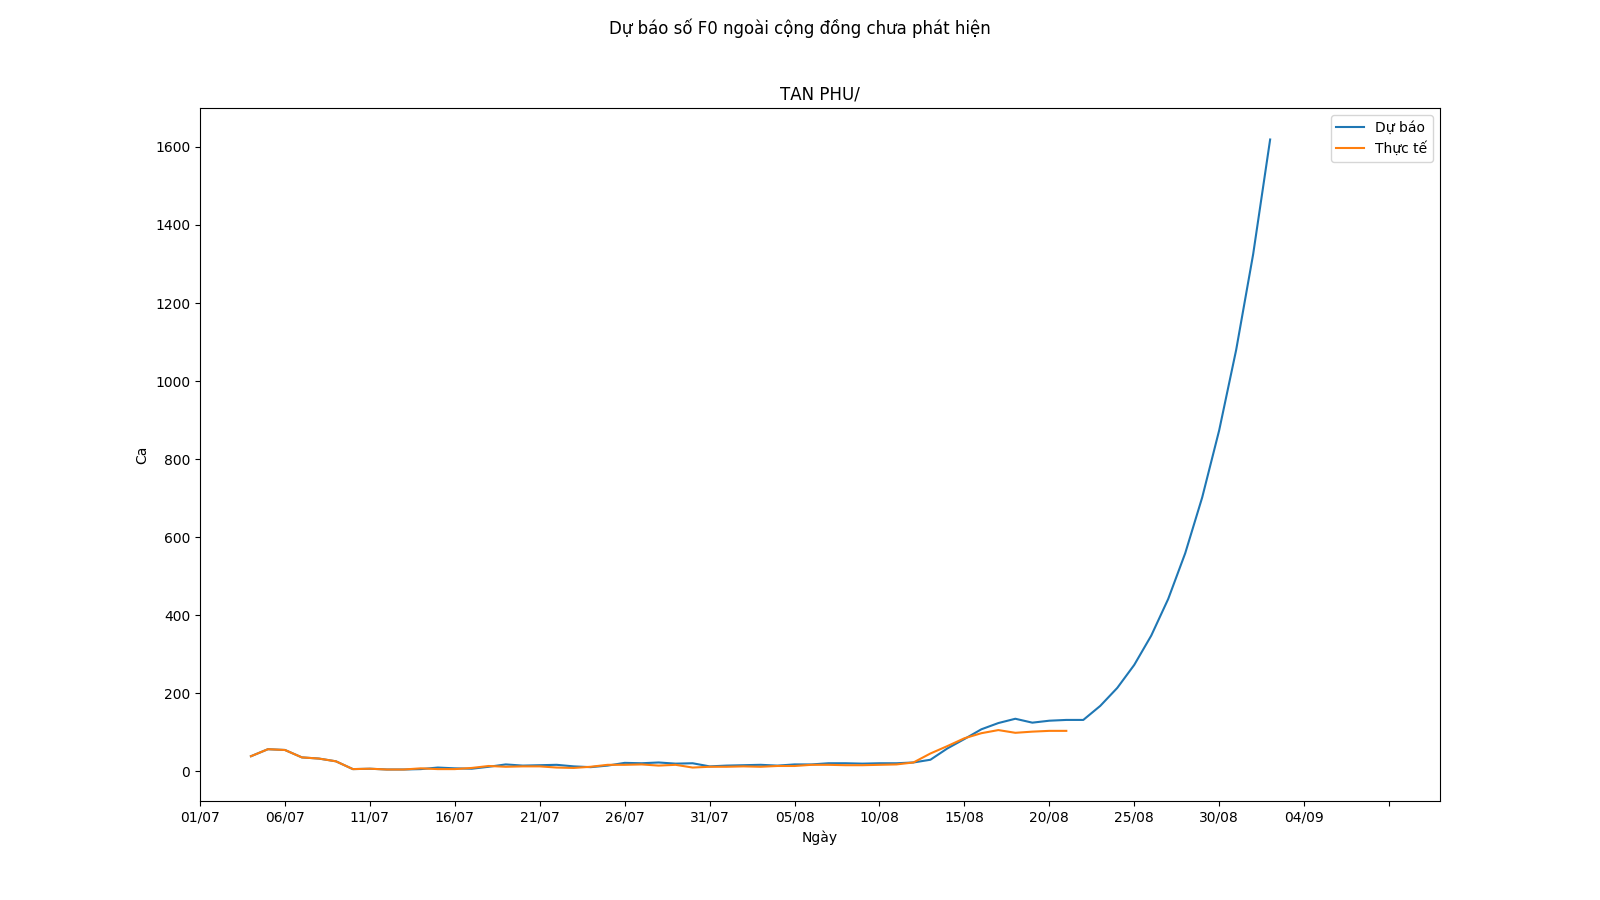 Dự báo số F0 ngoài cộng đồng chưa phát hiện
TAN PHU/
Dự báo
Thực tế
1600
1400
1200
1000
800
600
400
200
0
Ca
01/07 06/07 11/07 16/07 21/07 26/07 31/07 05/08 10/08 15/08 20/08 25/08 30/08 04/09
Ngày